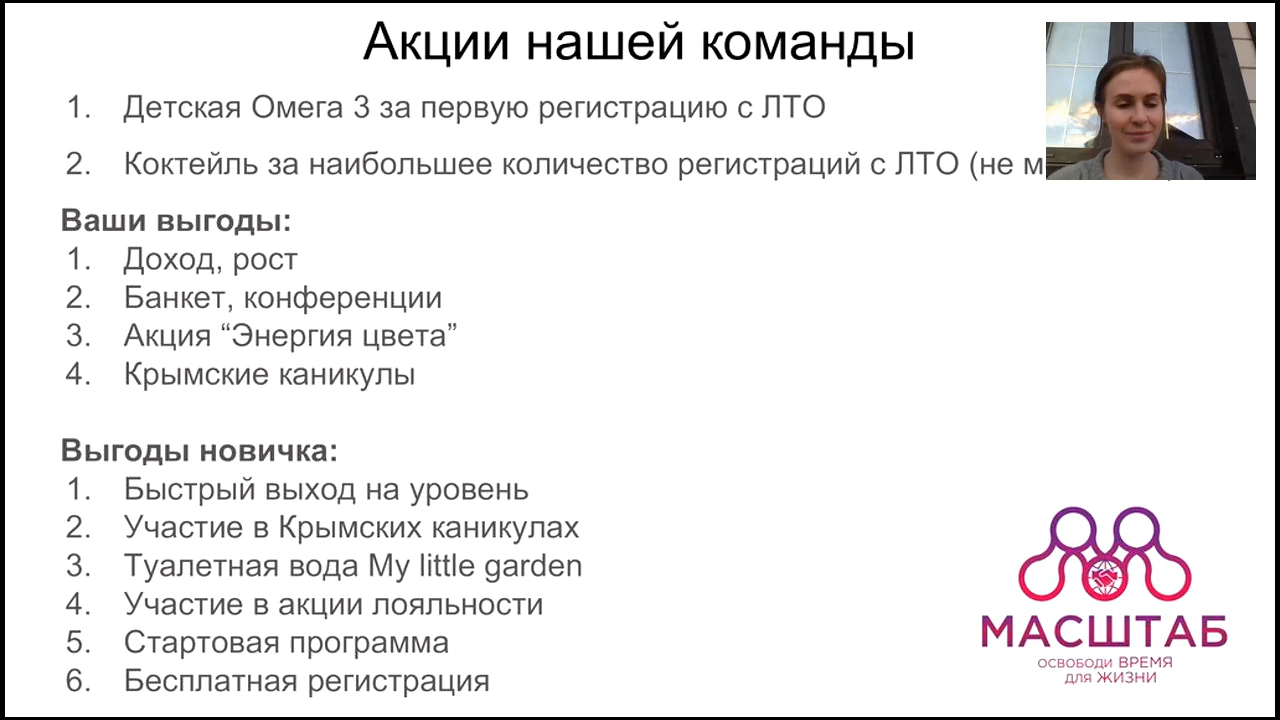 Акции нашей команды
1. Детская Омега 3 за первую регистрацию с ЛТО
2. Коктейль за наибольшее количество регистраций с ЛТО (не
Ваши выгоды:
1. Доход, рост
2. Банкет, конференции
3. Акция “Энергия цвета”
4. Крымские каникулы
Выгоды новичка:
1. Быстрый выход на уровень
2. Участие в Крымских каникулах
3. Туалетная вода My little garden
4. Участие в акции лояльности
5. Стартовая программа
6. Бесплатная регистрация
МАСШТАБ
ОСВОБОДИ ВРЕМЯ
ДЛЯ ЖИЗНИ